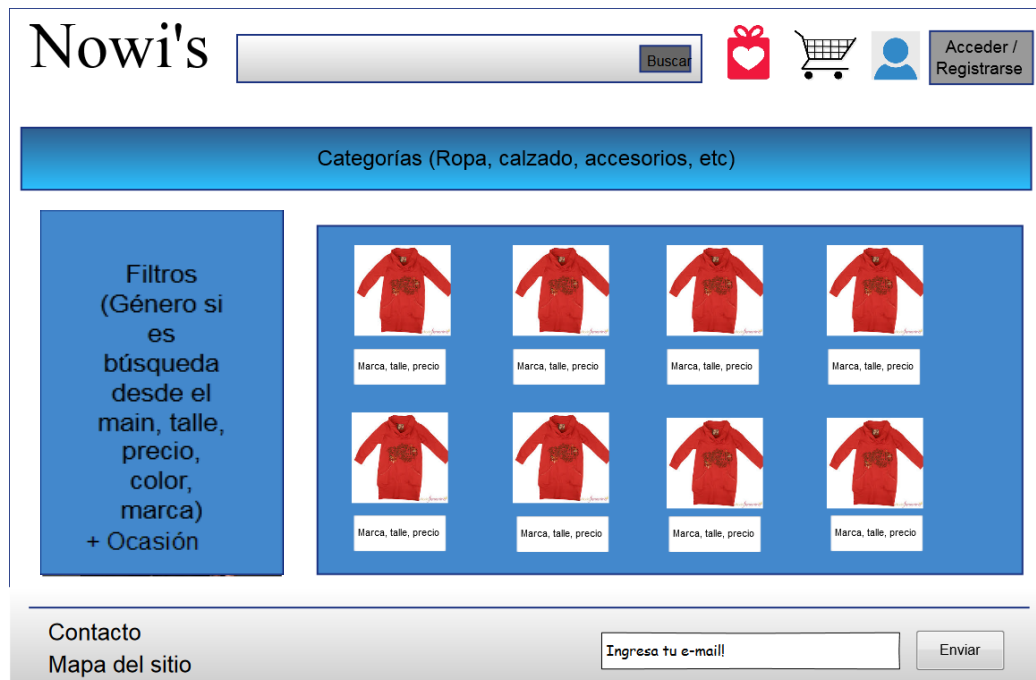 Nowi's
Buscar
Acceder /
Registrarse
Categorías (Ropa, calzado, accesorios, etc)
Filtros
(Género si
es
búsqueda
desde el
main, talle,
precio,
color,
marca)
+ Ocasión
Marca, talle, precio
Marca, talle, precio
Marca, talle, precio
Marca, talle, precio
Marca, talle, precio
Marca, talle, precio
Marca, talle, precio
Marca, talle, precio
Contacto
Mapa del sitio
Ingresa tu e-mail!
Enviar